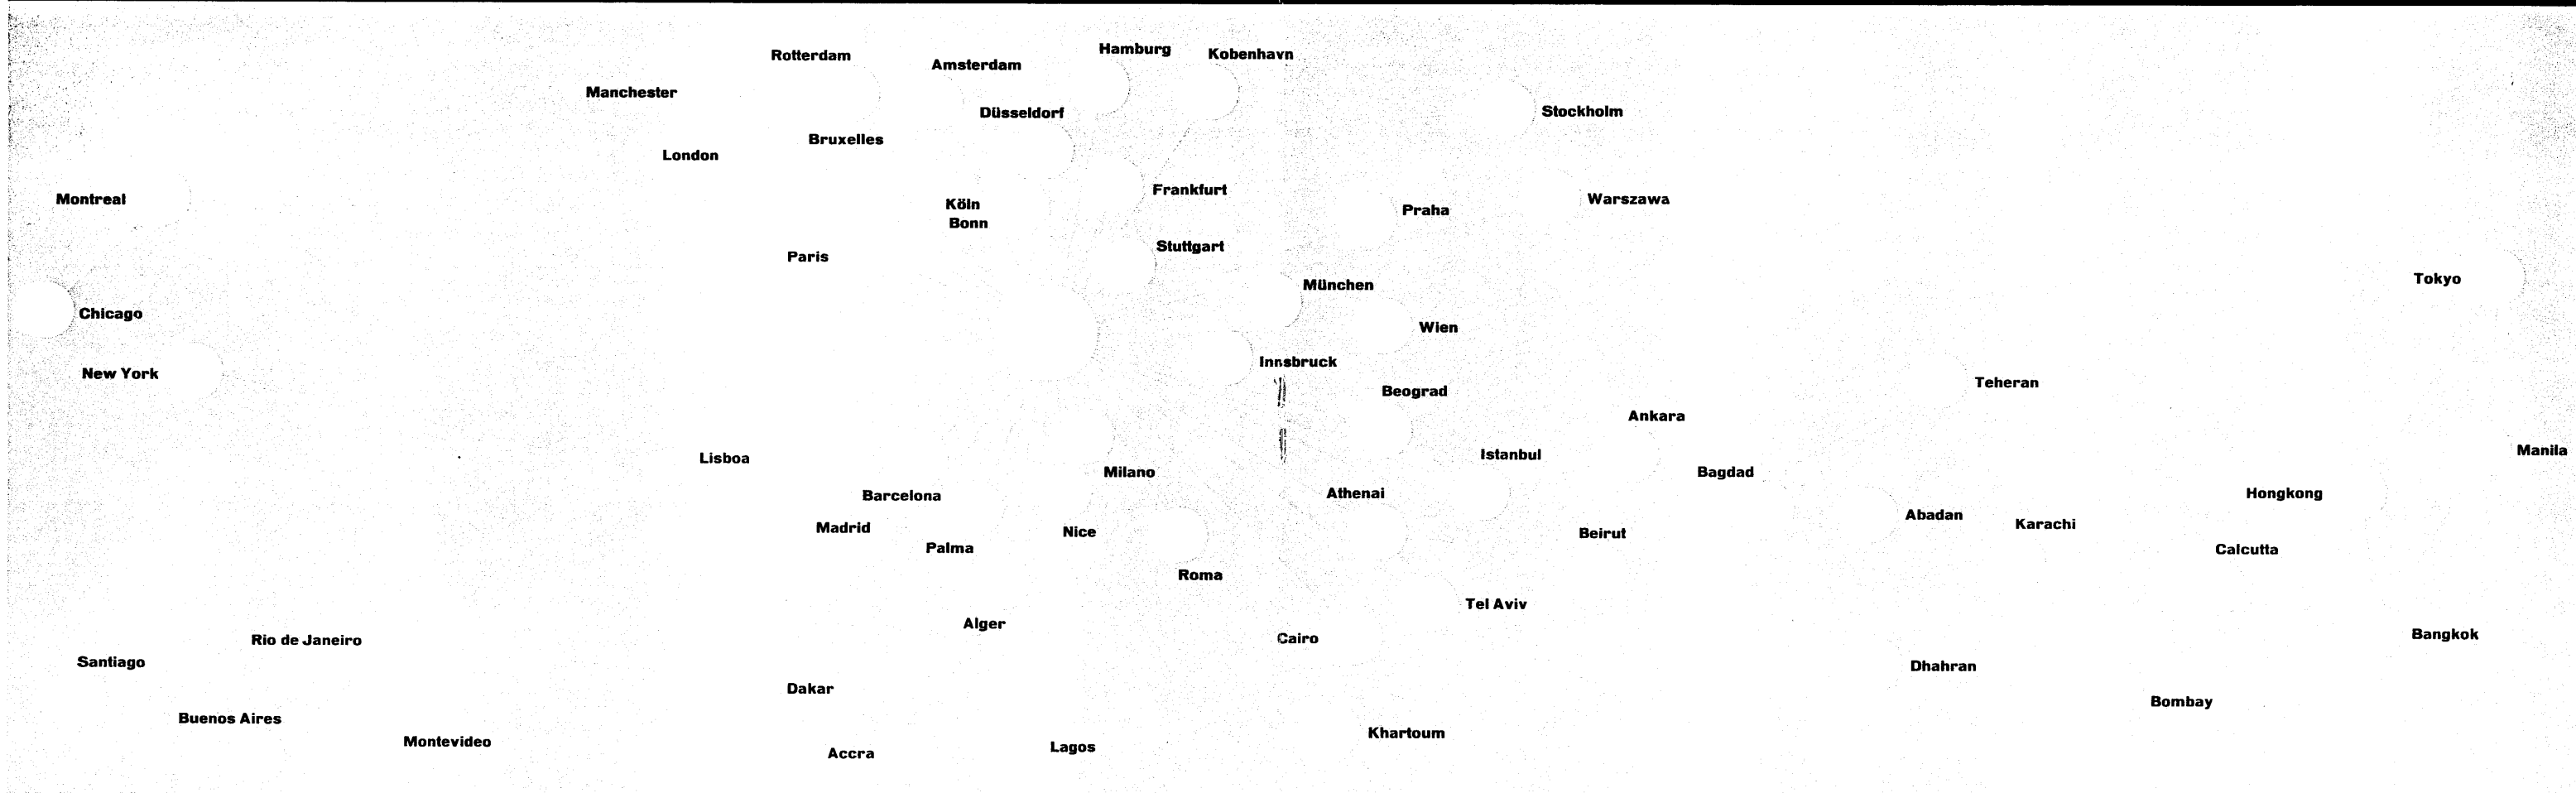 Hamburg
Kobenhavn
Rotterdam
Amsterdam
Manchester
Stockholm
Düsseldorf
Bruxelles
London
Frankfurt
Montreal
Warszawa
Köln
Bonn
Praha
Stuttgart
Paris
Tokyo
München
Chicago
Wien
Innsbruck
New York
Teheran
Beograd
Ankara
Manila
Istanbul
Lisboa
Milano
Bagdad
Athenai
Hongkong
Barcelona
Abadan
Karachi
Madrid
Nice
Beirut
Palma
Calcutta
Roma
Tel Aviv
Alger
Bangkok
Cairo
Rio de Janeiro
Santiago
Dhahran
Dakar
Bombay
Buenos Aires
Khartoum
Montevideo
Lagos
Accra